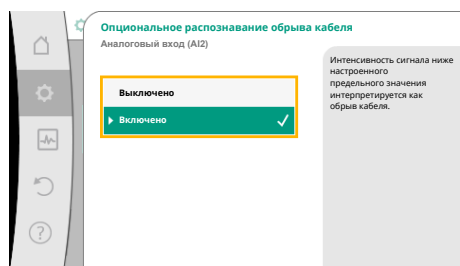 Опциональное распознавание обрыва кабеля
Аналоговый вход (AI2)
Выключено
Включено
Интенсивность сигнала ниже
настроенного
предельного значения
интерпретируется как
обрыв кабеля.
?